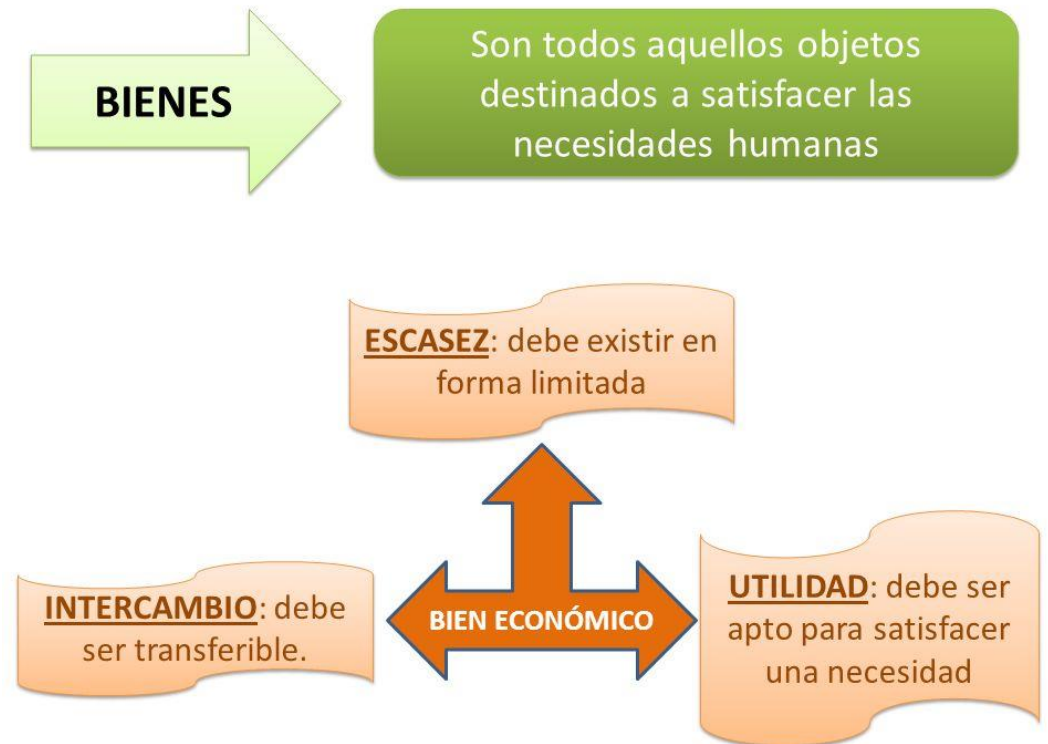 BIENES
Son todos aquellos objetos
destinados a satisfacer las
necesidades humanas
ESCASEZ: debe existir en
forma limitada
INTERCAMBIO: debe
ser transferible.
BIEN ECONÓMICO
UTILIDAD: debe ser
apto para satisfacer
una necesidad